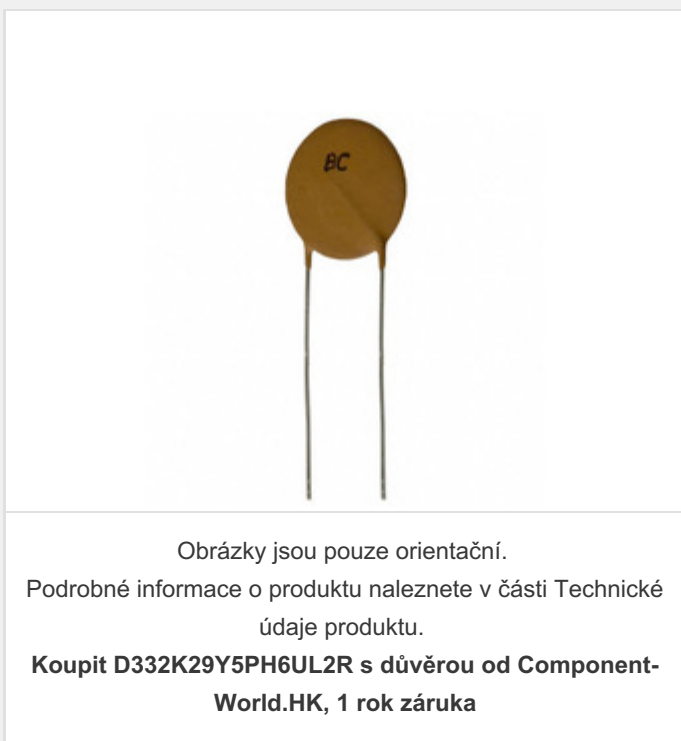 BC
Obrázky jsou pouze orientační.
Podrobné informace o produktu naleznete v části Technické
údaje produktu.
Koupit D332K29Y5PH6UL2R s důvěrou od Component-
World.HK, 1 rok záruka